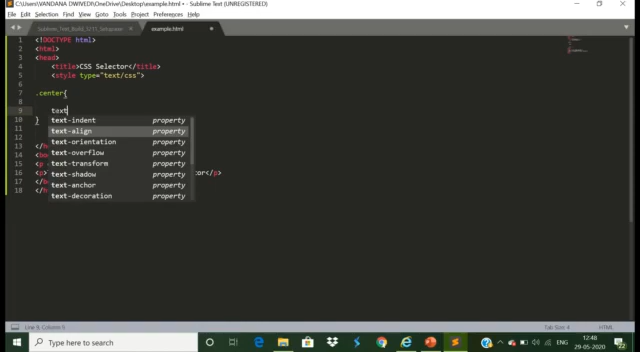 C:\Users\VANDANA DWIVEDI\OneDrive\Desktop\example.html • - Sublime Text (UNREGISTERED)
File Edit Selection Find View Goto Tools Project Preferences Help
example.html
1 <!DOCTYPE html>
2 <html>
3 <head>
4 <title>CSS Selector</title>
5 <style type="text/css">
6
7 .center{
8
9 text
10 }
11 text-indent property
12 text-align property
text-orientation property
13 </h
14 <bo text-overflow property
15 <p text-transform property
16 <p> text-shadow property tor</p>
17 </b text-anchor property
18 </h text-decoration property
Line 9, Column 5 Tab Size: 4 HTML
Type here to search
ENG 12:48
29-05-2020
22